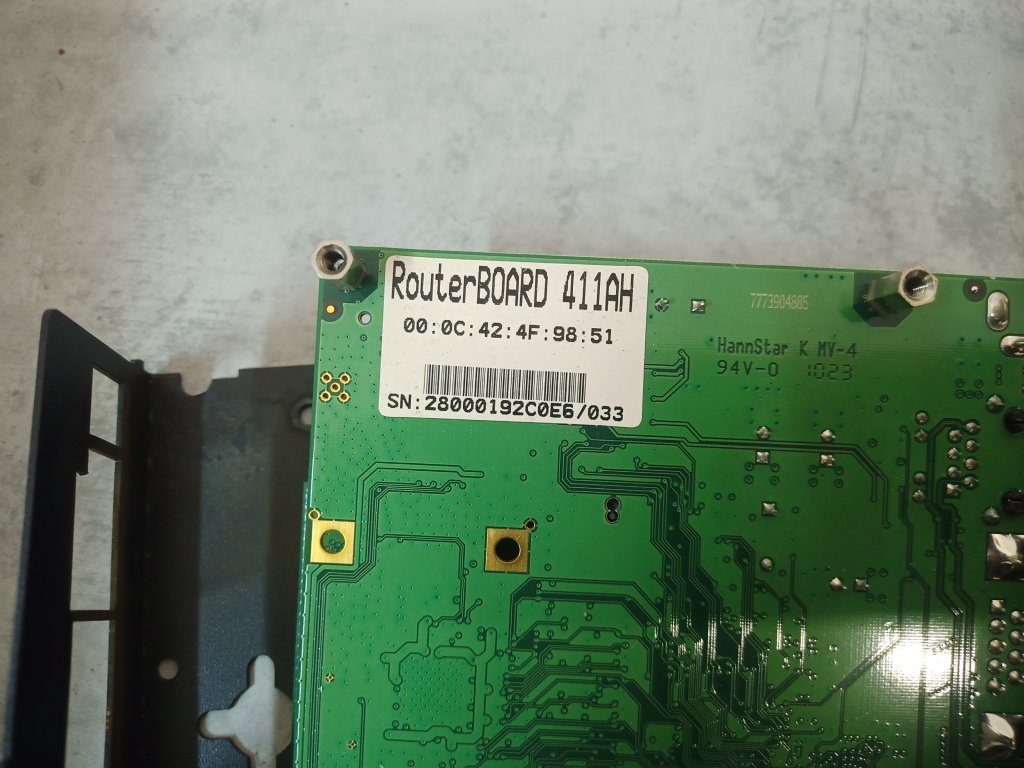 RouterBOARD 411AH
00:0C:42:4F:98:51
SN:28000192C0E6/033
7773904885
HannStar K MV-4
94V-0 1023